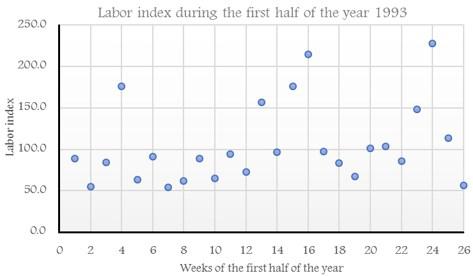 Labor index during the first half of the year 1993
250.0
200.0
150.0
100.0
50.0
0.0
Labor index
0 2 4 6 8 10 12 14 16 18 20 22 24 26
Weeks of the first half of the year